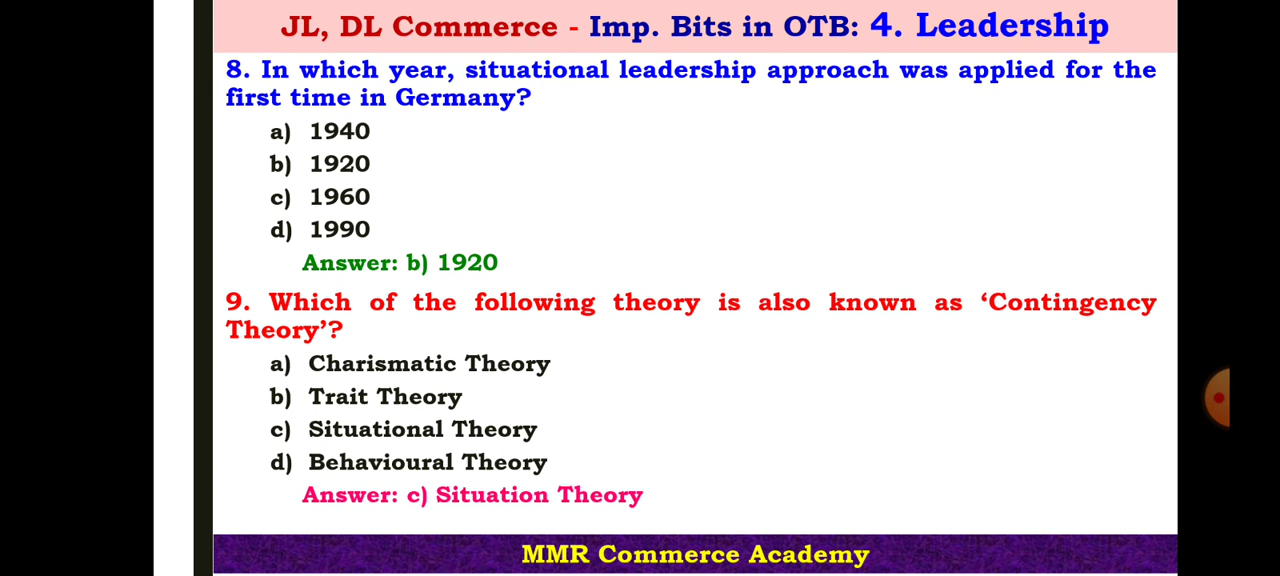 JL, DL Commerce - Imp. Bits in OTB: 4. Leadership
8. In which year, situational leadership approach was applied for the
first time in Germany?
a) 1940
b) 1920
c) 1960
d) 1990
Answer: b) 1920
9. Which of the following theory is also known as ‘Contingency
Theory’?
a) Charismatic Theory
b) Trait Theory
c) Situational Theory
d) Behavioural Theory
Answer: c) Situation Theory
MMR Commerce Academy